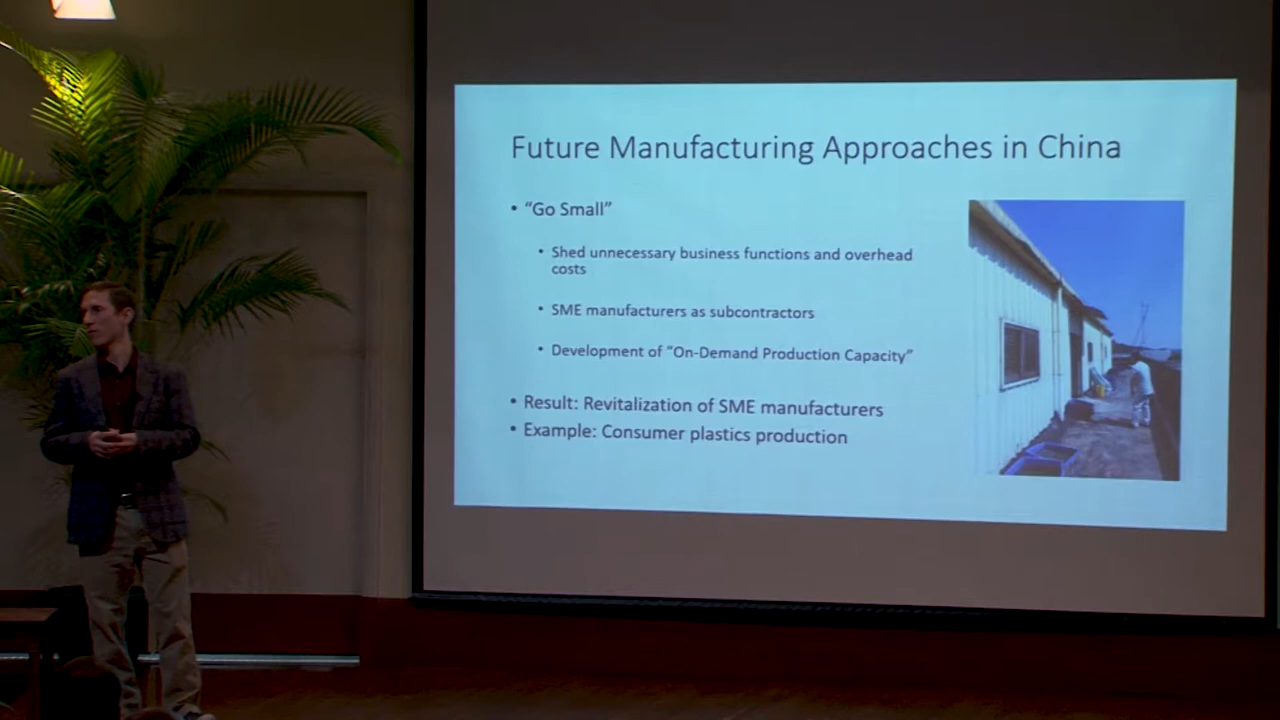 Future Manufacturing Approaches in China
• “Go Small”
• Shed unnecessary business functions and overhead
costs
• SME manufacturers as subcontractors
• Development of “On-Demand Production Capacity”
• Result: Revitalization of SME manufacturers
• Example: Consumer plastics production